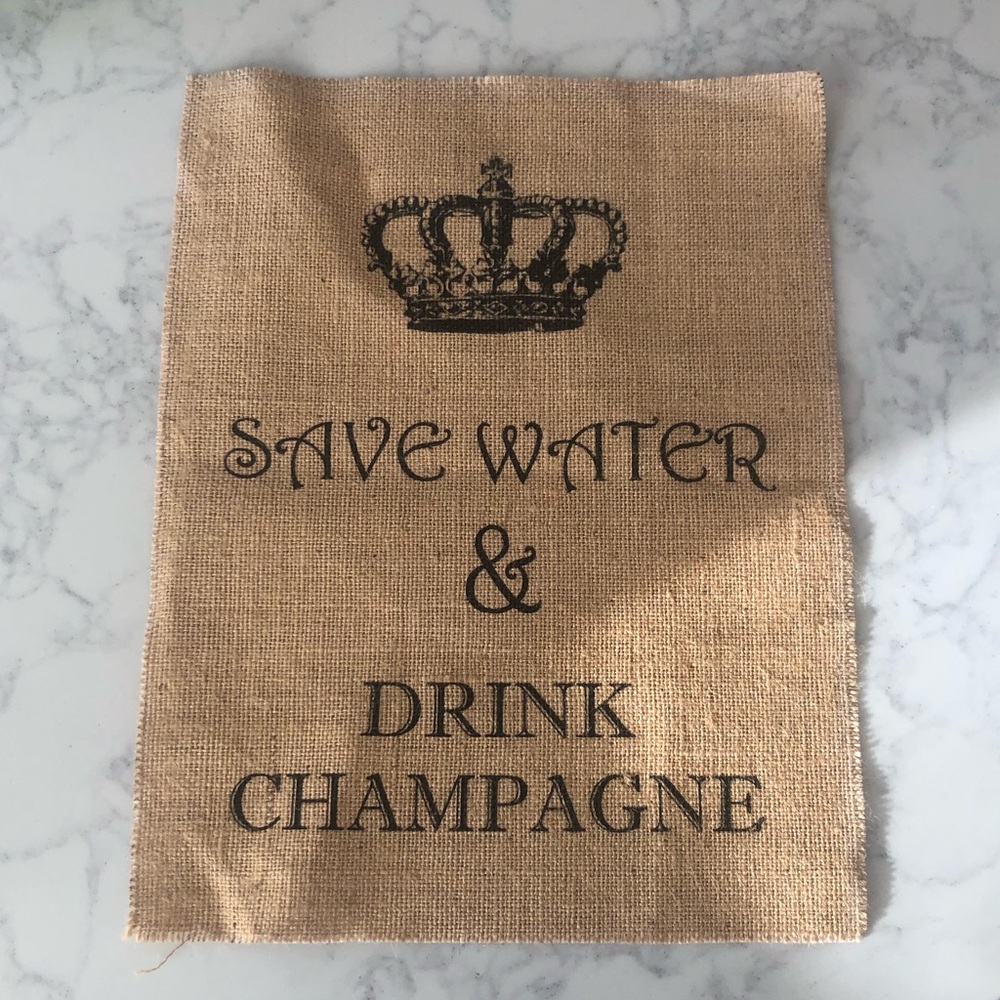 SAVE WATER
&
DRINK
CHAMPAGNE